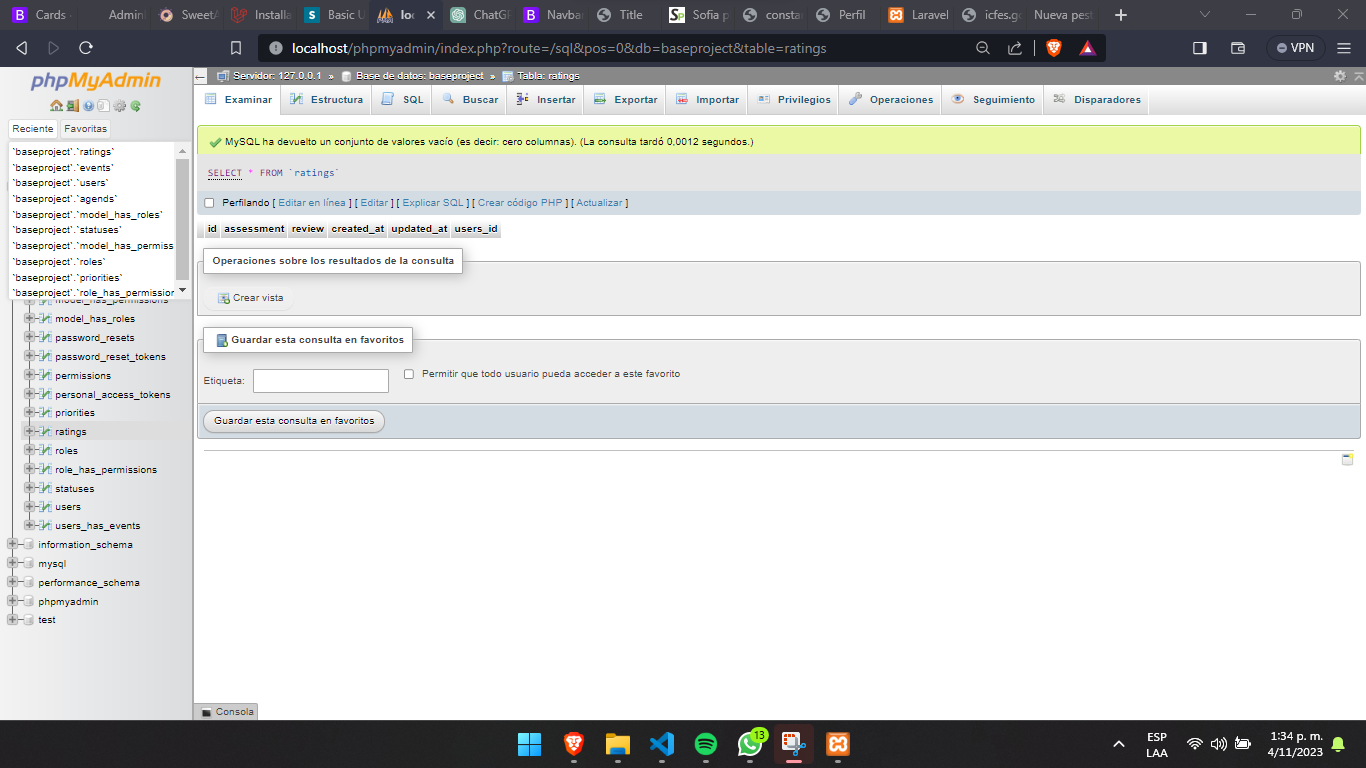 Cards
Admin
SweetA
Installa
Basic U
loc
ChatGP
Navba
Title
Sofia p
consta
Perfil
Laravel
icfes.go
Nueva pest
localhost/phpmyadmin/index.php?route=/sql&pos=0&db=baseproject&table=ratings
VPN
phpMyAdmin
Reciente Favoritas
`baseproject`.`ratings`
`baseproject`.`events`
`baseproject`.`users`
`baseproject`.`agends`
`baseproject`.`model_has_roles`
`baseproject`.`statuses`
`baseproject`.`model_has_permiss
`baseproject`.`roles`
`baseproject`.`priorities`
`baseproject`.`role_has_permission
model_has_permissions
model_has_roles
password_resets
password_reset_tokens
permissions
personal_access_tokens
priorities
ratings
roles
role_has_permissions
statuses
users
users_has_events
information_schema
mysql
performance_schema
phpmyadmin
test
Servidor: 127.0.0.1 » Base de datos: baseproject » Tabla: ratings
Examinar Estructura SQL Buscar Insertar Exportar Importar Privilegios Operaciones Seguimiento Disparadores
MySQL ha devuelto un conjunto de valores vacío (es decir: cero columnas). (La consulta tardó 0,0012 segundos.)
SELECT * FROM `ratings`
Perfilando [ Editar en línea ] [ Editar ] [ Explicar SQL ] [ Crear código PHP ] [ Actualizar ]
id assessment review created_at updated_at users_id
Operaciones sobre los resultados de la consulta
Crear vista
Guardar esta consulta en favoritos
Etiqueta: Permitir que todo usuario pueda acceder a este favorito
Guardar esta consulta en favoritos
Consola
13
ESP
LAA
1:34 p. m.
4/11/2023